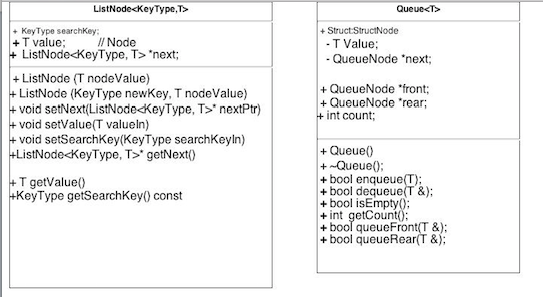 ListNode<KeyType,T>
+ KeyType searchKey;
+ T value; // Node
+ ListNode<KeyType, T> *next;
+ ListNode (T nodeValue)
+ ListNode (KeyType newKey, T nodeValue)
+ void setNext(ListNode<KeyType, T>* nextPtr)
+ void setValue(T valueIn)
+ void setSearchKey(KeyType searchKeyIn)
+ListNode<KeyType, T>* getNext()
+ T getValue()
+KeyType getSearchKey() const
Queue<T>
+ Struct:StructNode
- T Value;
- QueueNode *next;
+ QueueNode *front;
+ QueueNode *rear;
+ int count;
+ Queue()
+ ~Queue();
+ bool enqueue(T);
+ bool dequeue(T &);
+ bool isEmpty();
+ int getCount();
+ bool queueFront(T &);
+ bool queueRear(T &);